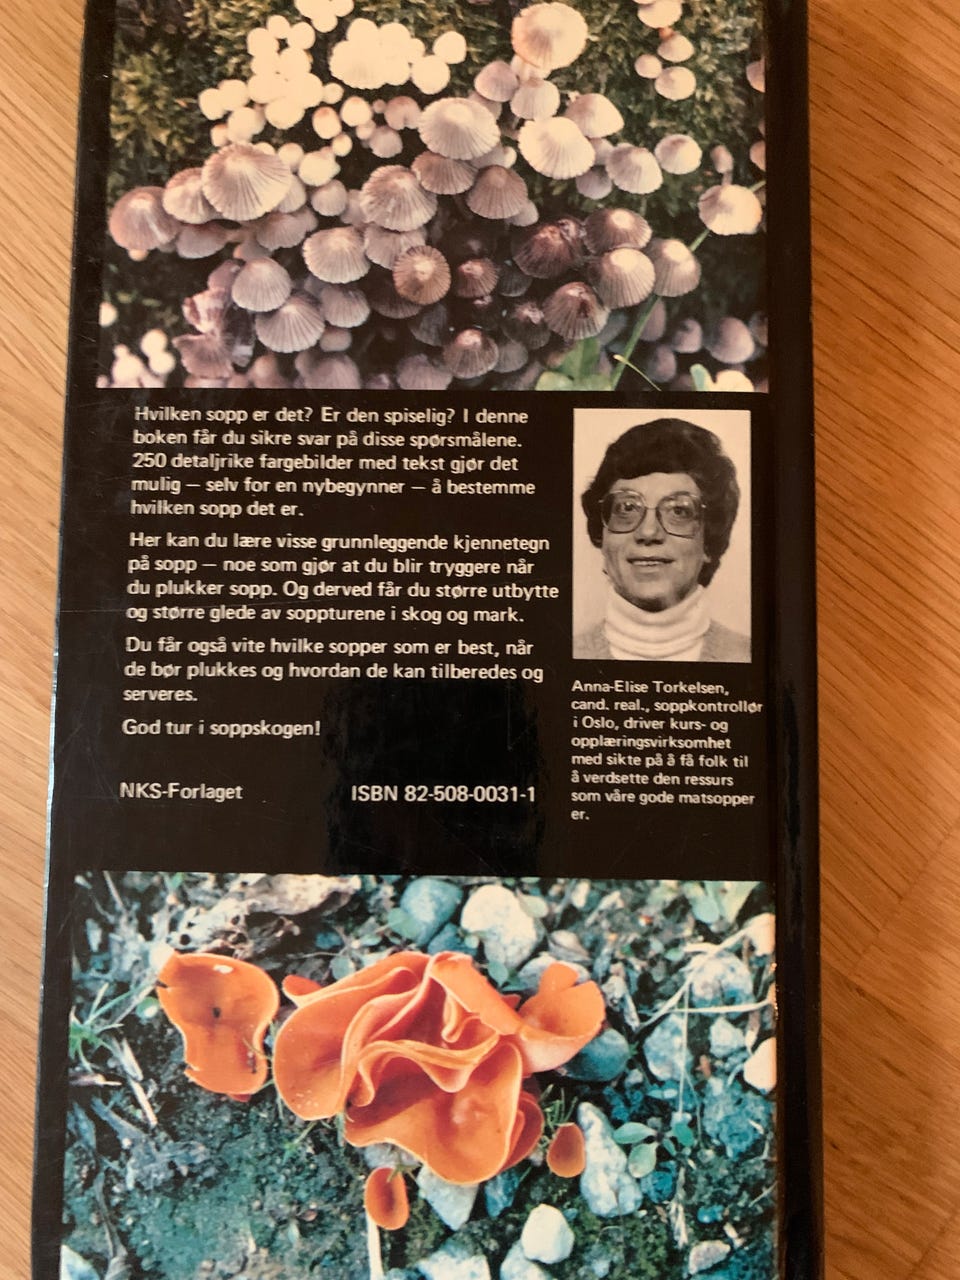 Hvilken sopp er det? Er den spiselig? I denne
boken får du sikre svar på disse spørsmålene.
250 detaljrike fargebilder med tekst gjør det
mulig — selv for en nybegynner — å bestemme
hvilken sopp det er.
Her kan du lære visse grunnleggende kjennetegn
på sopp — noe som gjør at du blir tryggere når
du plukker sopp. Og derved får du større utbytte
og større glede av soppturene i skog og mark.
Du får også vite hvilke sopper som er best, når
de bør plukkes og hvordan de kan tilberedes og
serveres.
God tur i soppskogen!
NKS-Forlaget
ISBN 82-508-0031-1
Anna-Elise Torkelsen,
cand. real., soppkontrollør
i Oslo, driver kurs- og
opplæringsvirksomhet
med sikte på å få folk til
å verdsette den ressurs
som våre gode matsopper
er.